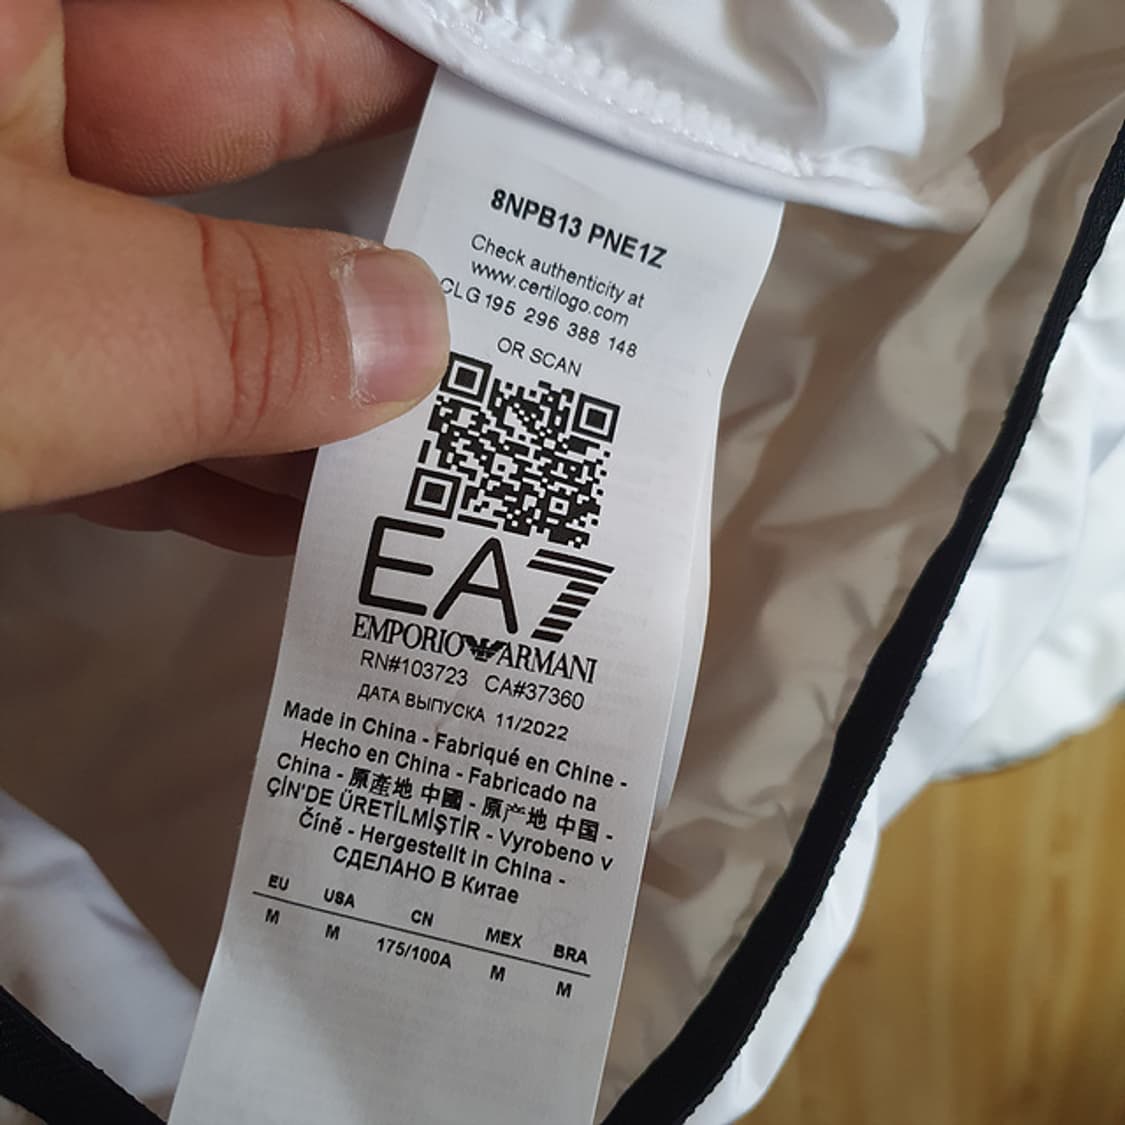 8NPB13 PNE1Z
Check authenticity at
www.certilogo.com
CLG 195 296 388 148
OR SCAN
EA7
EMPORIO ARMANI
RN#103723 CA#37360
ДАТА ВЫПУСКА 11/2022
Made in China - Fabriqué en Chine -
Hecho en China - Fabricado na
China - 原產地 中國 - 原产地 中国 -
ÇİN'DE ÜRETİLMİŞTİR - Vyrobeno v
Číně - Hergestellt in China -
СДЕЛАНО В Китае
EU USA CN MEX BRA
M M 175/100A M M